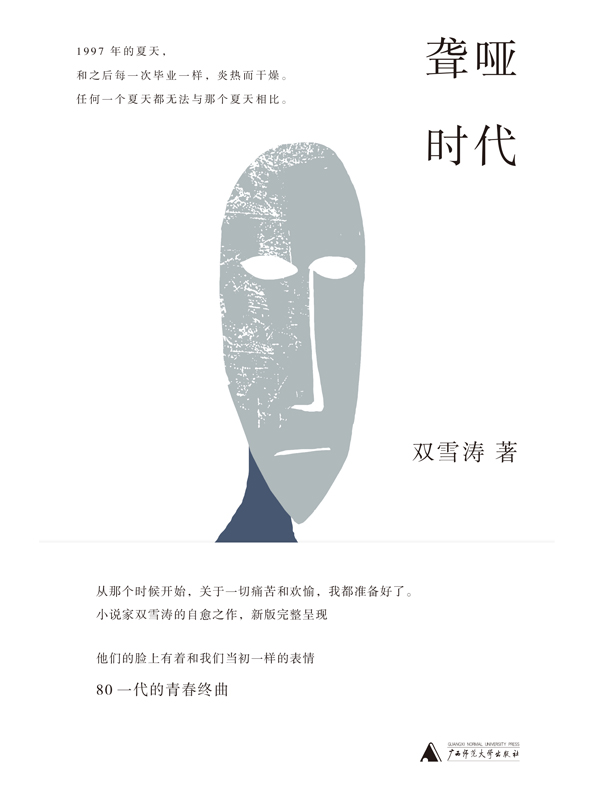 1997 年的夏天，
和之后每一次毕业一样，炎热而干燥。
任何一个夏天都无法与那个夏天相比。
聋哑
时代
双雪涛 著
从那个时候开始，关于一切痛苦和欢愉，我都准备好了。
小说家双雪涛的自愈之作，新版完整呈现
他们的脸上有着和我们当初一样的表情
80 一代的青春终曲
GUANGXI NORMAL UNIVERSITY PRESS
广西师范大学出版社